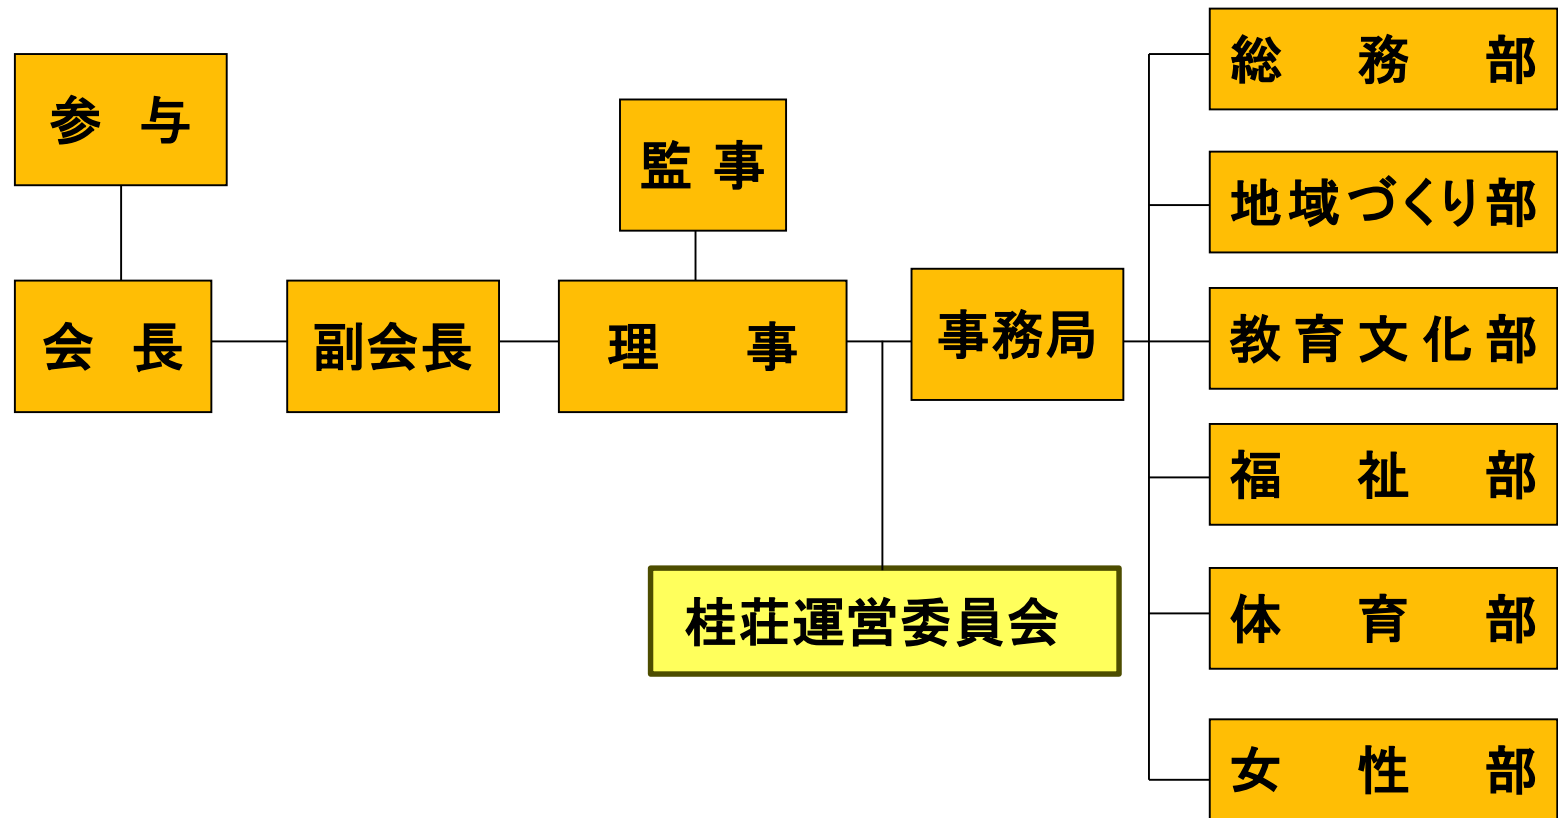 参与
監事
会長
副会長
理事
事務局
桂荘運営委員会
総務部
地域づくり部
教育文化部
福祉部
体育部
女性部